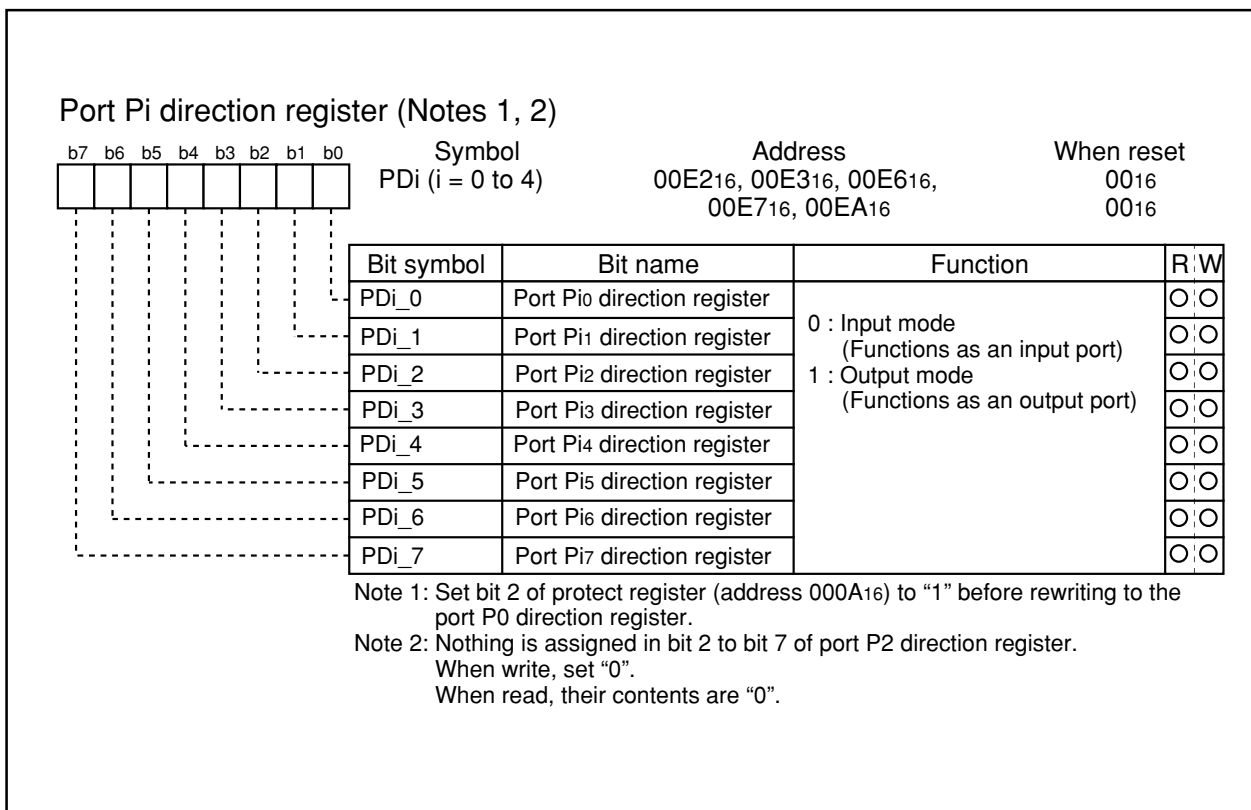 Port Pi direction register (Notes 1, 2)
b7 b6 b5 b4 b3 b2 b1 b0
Symbol Address When reset
PDi (i = 0 to 4) 00E216, 00E316, 00E616, 0016
00E716, 00EA16 0016
Bit symbol Bit name Function R W
PDi_0 Port Pi0 direction register
0 : Input mode
PDi_1 Port Pi1 direction register
(Functions as an input port)
PDi_2 Port Pi2 direction register
1 : Output mode
(Functions as an output port)
PDi_3 Port Pi3 direction register
PDi_4 Port Pi4 direction register
PDi_5 Port Pi5 direction register
PDi_6 Port Pi6 direction register
PDi_7 Port Pi7 direction register
Note 1: Set bit 2 of protect register (address 000A16) to “1” before rewriting to the
port P0 direction register.
Note 2: Nothing is assigned in bit 2 to bit 7 of port P2 direction register.
When write, set “0”.
When read, their contents are “0”.